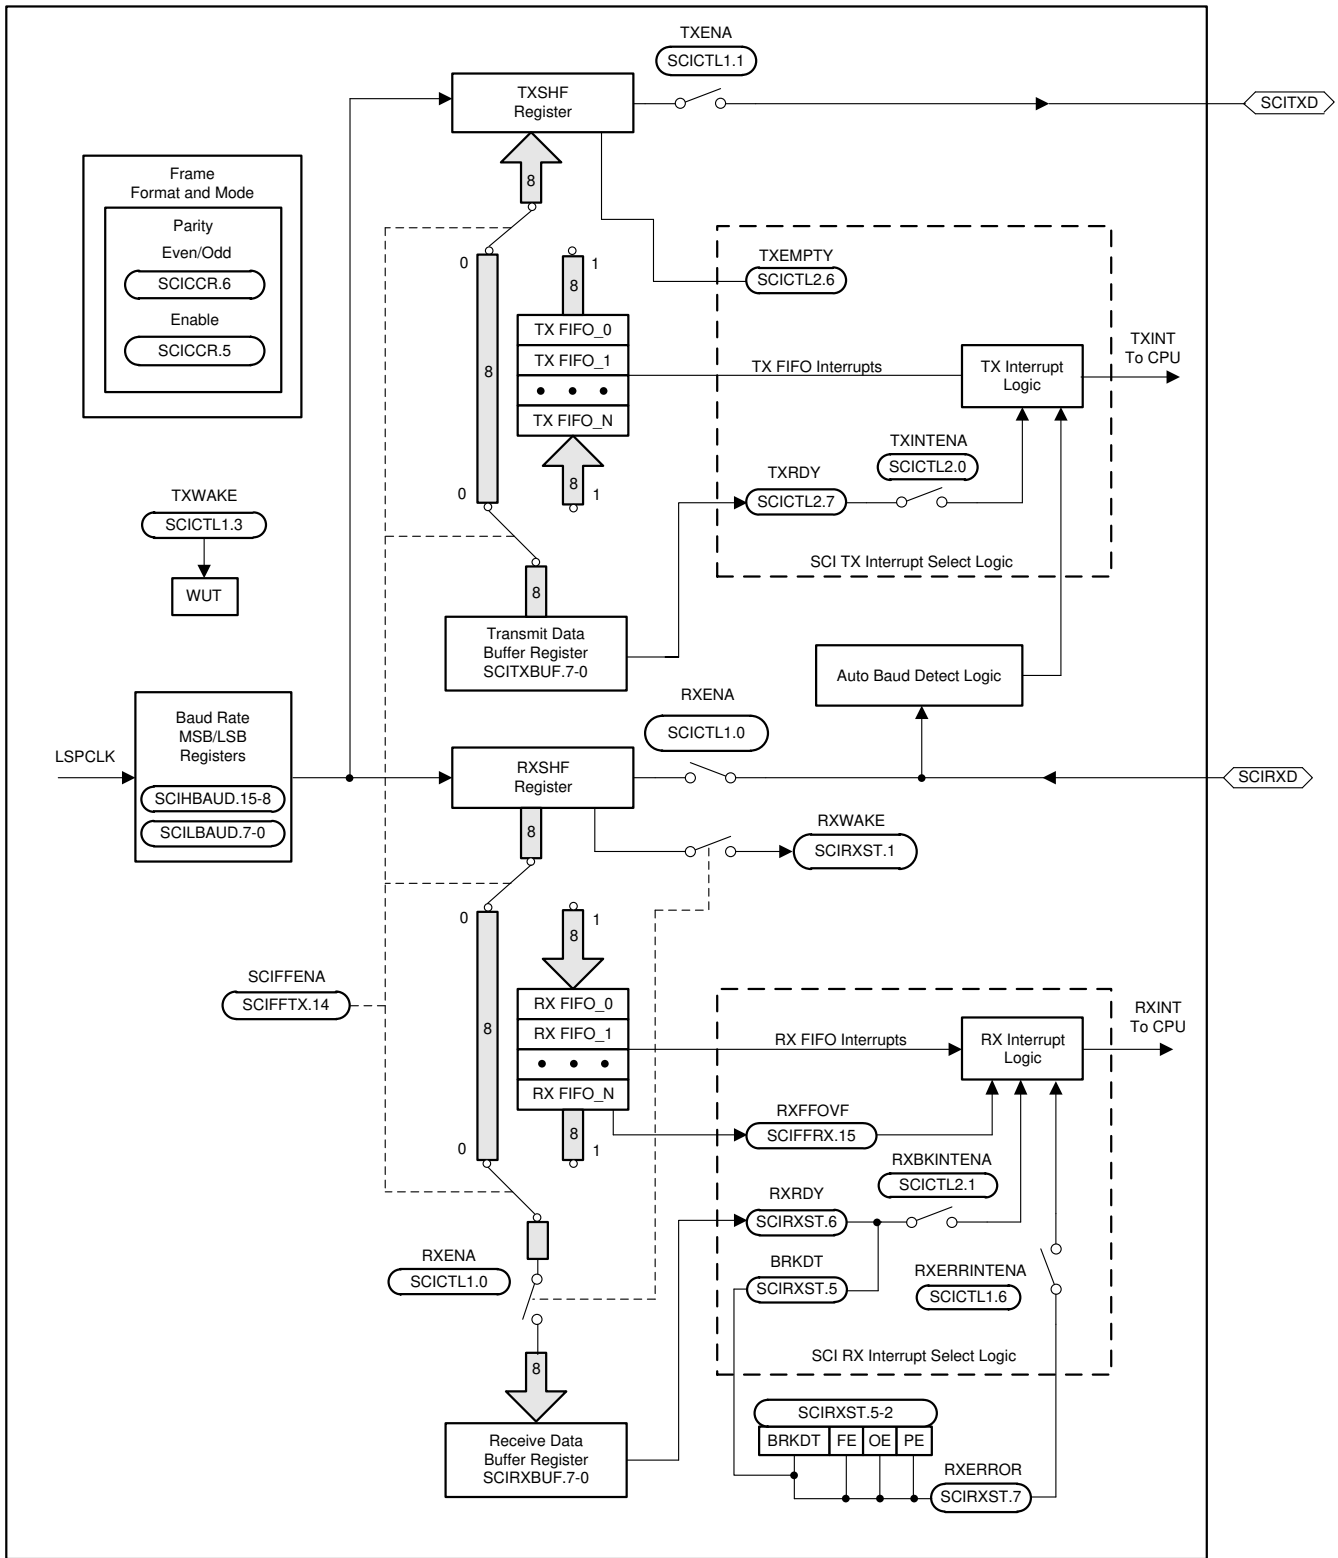 TXENA
SCICTL1.1
TXSHF
Register
SCITXD
Frame
Format and Mode
Parity
Even/Odd
SCICCR.6
Enable
SCICCR.5
8
0
1
8
8
TX FIFO_0
TX FIFO_1
TX FIFO_N
8
0
1
TXEMPTY
SCICTL2.6
TX FIFO Interrupts
TX Interrupt
Logic
TXINT
To CPU
TXINTENA
SCICTL2.0
TXRDY
SCICTL2.7
SCI TX Interrupt Select Logic
TXWAKE
SCICTL1.3
WUT
8
Transmit Data
Buffer Register
SCITXBUF.7-0
Auto Baud Detect Logic
RXENA
SCICTL1.0
LSPCLK
Baud Rate
MSB/LSB
Registers
SCIHBAUD.15-8
SCILBAUD.7-0
RXSHF
Register
SCIRXD
8
RXWAKE
SCIRXST.1
0
1
8
8
RX FIFO_0
RX FIFO_1
RX FIFO_N
8
0
1
SCIFFENA
SCIFFTX.14
RX FIFO Interrupts
RX Interrupt
Logic
RXINT
To CPU
RXFFOVF
SCIFFRX.15
RXBKINTENA
SCICTL2.1
RXRDY
SCIRXST.6
BRKDT
SCIRXST.5
RXERRINTENA
SCICTL1.6
SCI RX Interrupt Select Logic
RXENA
SCICTL1.0
8
Receive Data
Buffer Register
SCIRXBUF.7-0
SCIRXST.5-2
BRKDT FE OE PE
RXERROR
SCIRXST.7